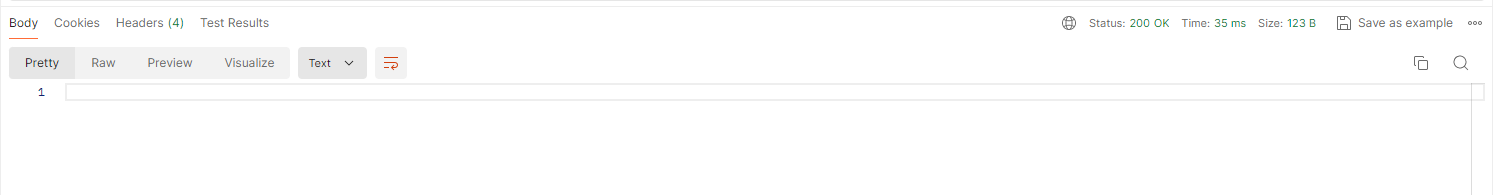 Body Cookies Headers (4) Test Results Status: 200 OK Time: 35 ms Size: 123 B Save as example
Pretty Raw Preview Visualize Text
1